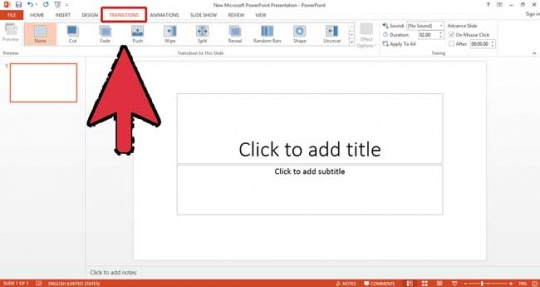 New Microsoft PowerPoint Presentation - PowerPoint
Sign in
FILE HOME INSERT DESIGN TRANSITIONS ANIMATIONS SLIDE SHOW REVIEW VIEW
Preview None Cut Fade Push Wipe Split Reveal Random Bars Shape Uncover Effect Options
Sound: [No Sound] Advance Slide
Duration: 02.00 On Mouse Click
Apply To All After: 00:00.00
Preview Transition to This Slide Timing
1
Click to add title
Click to add subtitle
Click to add notes
SLIDE 1 OF 1 ENGLISH (UNITED STATES) NOTES COMMENTS 79%